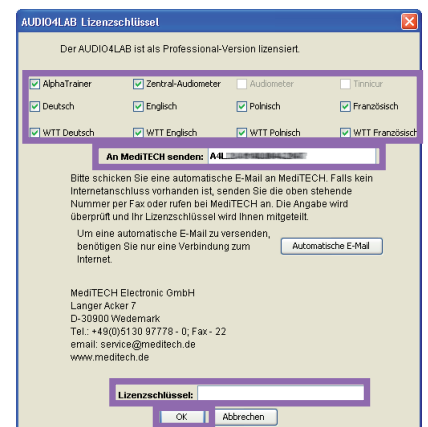 AUDIO4LAB Lizenzschlüssel
Der AUDIO4LAB ist als Professional-Version lizensiert.
AlphaTrainer Zentral-Audiometer Audiometer Tinnicur
Deutsch Englisch Polnisch Französisch
WTT Deutsch WTT Englisch WTT Polnisch WTT Französisch
An MediTECH senden: A4L
Bitte schicken Sie eine automatische E-Mail an MediTECH. Falls kein
Internetanschluss vorhanden ist, senden Sie die oben stehende
Nummer per Fax oder rufen bei MediTECH an. Die Angabe wird
überprüft und Ihr Lizenzschlüssel wird Ihnen mitgeteilt.
Um eine automatische E-Mail zu versenden,
benötigen Sie nur eine Verbindung zum
Internet.
Automatische E-Mail
MediTECH Electronic GmbH
Langer Acker 7
D-30900 Wedemark
Tel.: +49(0)5130 97778 - 0; Fax - 22
email: service@meditech.de
www.meditech.de
Lizenzschlüssel:
OK Abbrechen